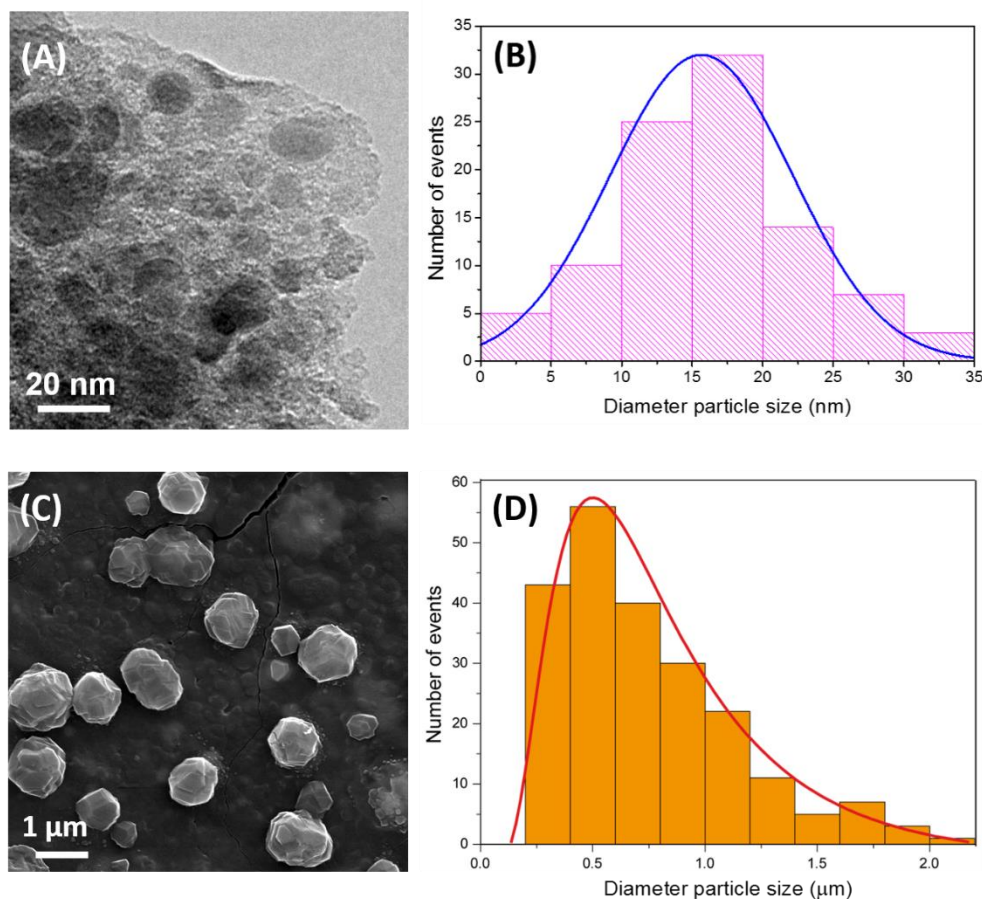 (A)
20 nm
(B)
35
30
25
20
15
10
5
0
Number of events
0 5 10 15 20 25 30 35
Diameter particle size (nm)
(C)
1 µm
(D)
60
50
40
30
20
10
0
Number of events
0.0 0.5 1.0 1.5 2.0
Diameter particle size (μm)